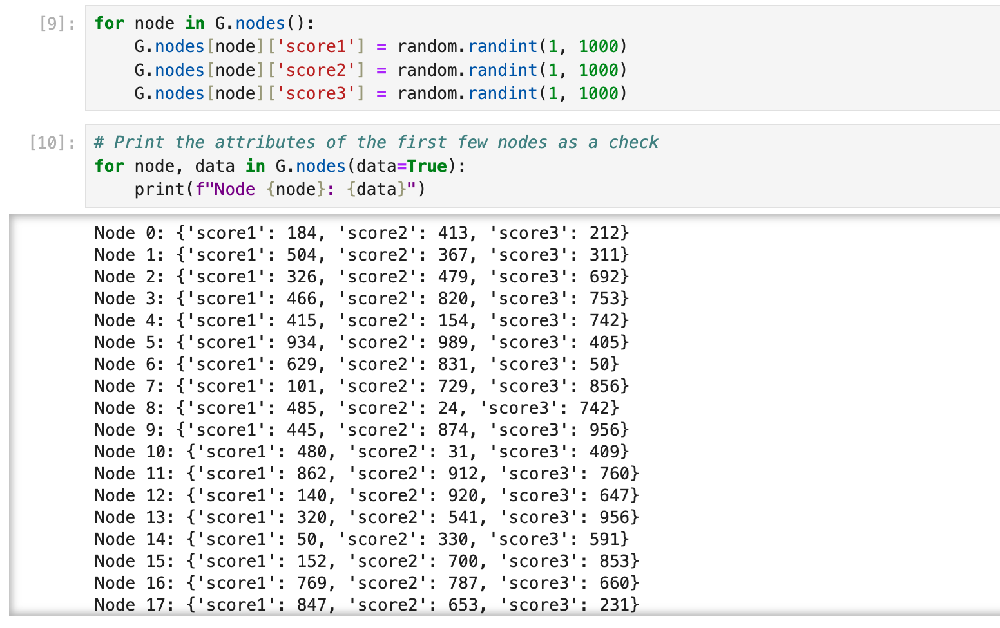 [9]: for node in G.nodes():
    G.nodes[node]['score1'] = random.randint(1, 1000)
    G.nodes[node]['score2'] = random.randint(1, 1000)
    G.nodes[node]['score3'] = random.randint(1, 1000)
[10]: # Print the attributes of the first few nodes as a check
for node, data in G.nodes(data=True):
    print(f"Node {node}: {data}")
Node 0: {'score1': 184, 'score2': 413, 'score3': 212}
Node 1: {'score1': 504, 'score2': 367, 'score3': 311}
Node 2: {'score1': 326, 'score2': 479, 'score3': 692}
Node 3: {'score1': 466, 'score2': 820, 'score3': 753}
Node 4: {'score1': 415, 'score2': 154, 'score3': 742}
Node 5: {'score1': 934, 'score2': 989, 'score3': 405}
Node 6: {'score1': 629, 'score2': 831, 'score3': 50}
Node 7: {'score1': 101, 'score2': 729, 'score3': 856}
Node 8: {'score1': 485, 'score2': 24, 'score3': 742}
Node 9: {'score1': 445, 'score2': 874, 'score3': 956}
Node 10: {'score1': 480, 'score2': 31, 'score3': 409}
Node 11: {'score1': 862, 'score2': 912, 'score3': 760}
Node 12: {'score1': 140, 'score2': 920, 'score3': 647}
Node 13: {'score1': 320, 'score2': 541, 'score3': 956}
Node 14: {'score1': 50, 'score2': 330, 'score3': 591}
Node 15: {'score1': 152, 'score2': 700, 'score3': 853}
Node 16: {'score1': 769, 'score2': 787, 'score3': 660}
Node 17: {'score1': 847, 'score2': 653, 'score3': 231}